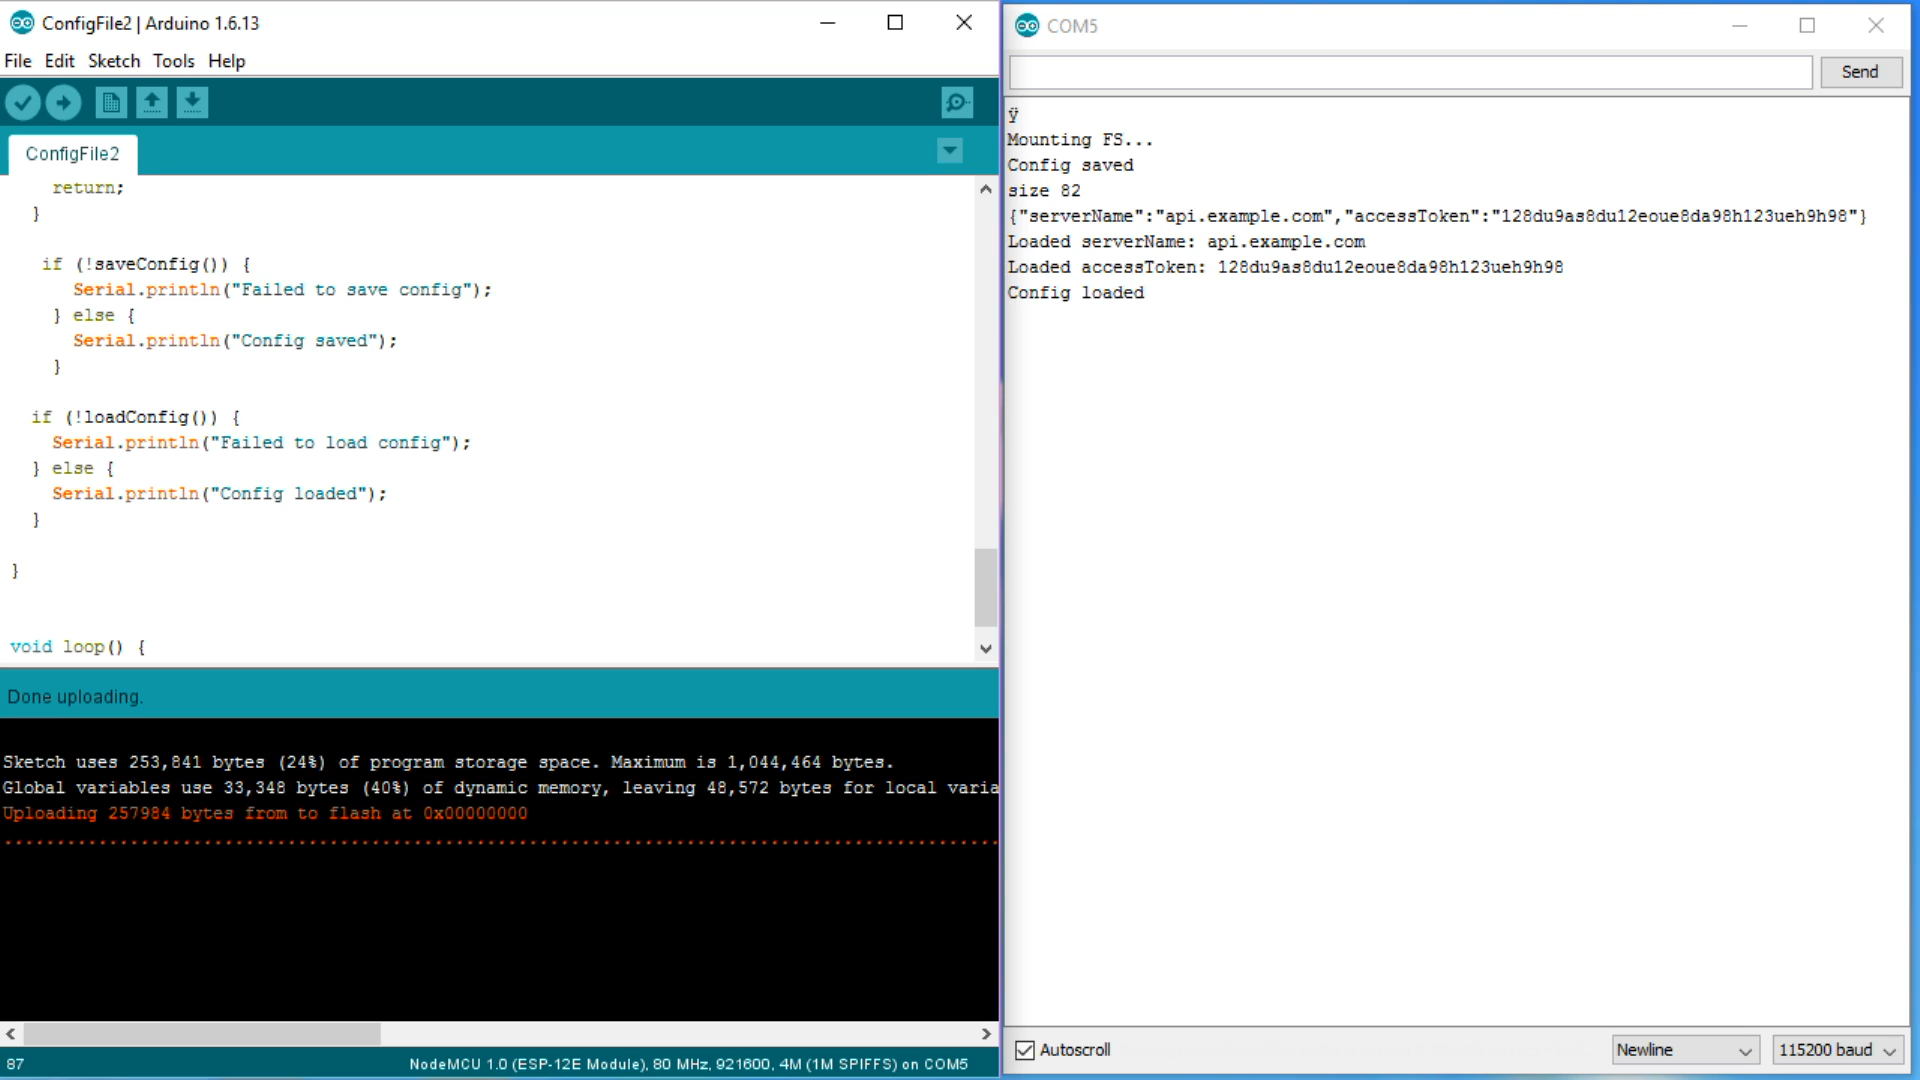 ConfigFile2 | Arduino 1.6.13
File Edit Sketch Tools Help
ConfigFile2
return;
}
if (!saveConfig()) {
Serial.println("Failed to save config");
} else {
Serial.println("Config saved");
}
if (!loadConfig()) {
Serial.println("Failed to load config");
} else {
Serial.println("Config loaded");
}
}
void loop() {
Done uploading.
Sketch uses 253,841 bytes (24%) of program storage space. Maximum is 1,044,464 bytes.
Global variables use 33,348 bytes (40%) of dynamic memory, leaving 48,572 bytes for local varia
Uploading 257984 bytes from to flash at 0x00000000
................................................................................................
87
NodeMCU 1.0 (ESP-12E Module), 80 MHz, 921600, 4M (1M SPIFFS) on COM5
COM5
Send
ÿ
Mounting FS...
Config saved
size 82
{"serverName":"api.example.com","accessToken":"128du9as8du12eoue8da98h123ueh9h98"}
Loaded serverName: api.example.com
Loaded accessToken: 128du9as8du12eoue8da98h123ueh9h98
Config loaded
Autoscroll
Newline
115200 baud